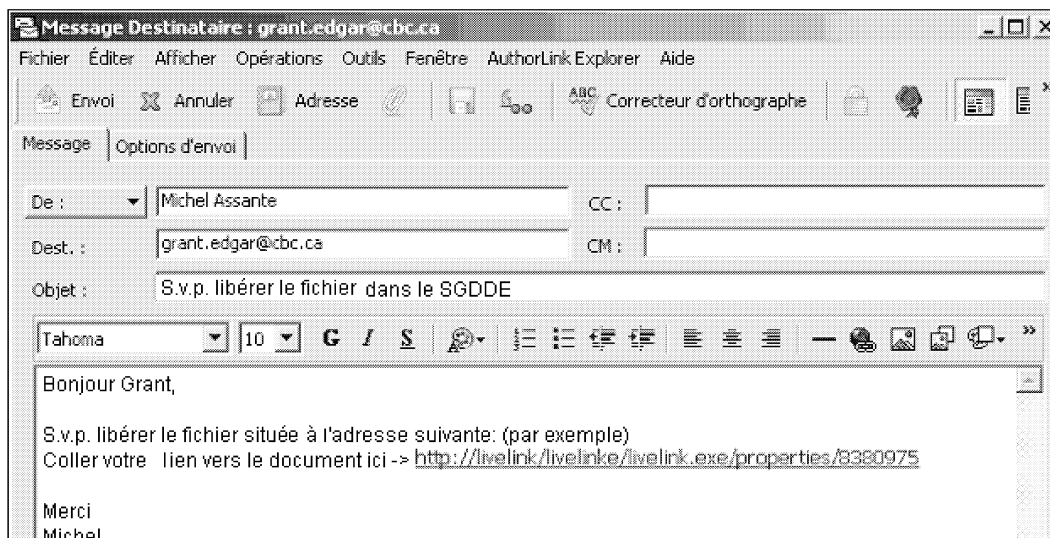 Message Destinataire : grant.edgar@cbc.ca
Fichier Éditer Afficher Opérations Outils Fenêtre AuthorLink Explorer Aide
Envoi Annuler Adresse ABC Correcteur d'orthographe »
Message Options d'envoi
De : Michel Assante CC :
Dest. : grant.edgar@cbc.ca CM :
Objet : S.v.p. libérer le fichier dans le SGDDE
Tahoma 10 G I S »
Bonjour Grant,
S.v.p. libérer le fichier située à l'adresse suivante: (par exemple)
Coller votre lien vers le document ici -> http://livelink/livelinke/livelink.exe/properties/8380975
Merci
Michel